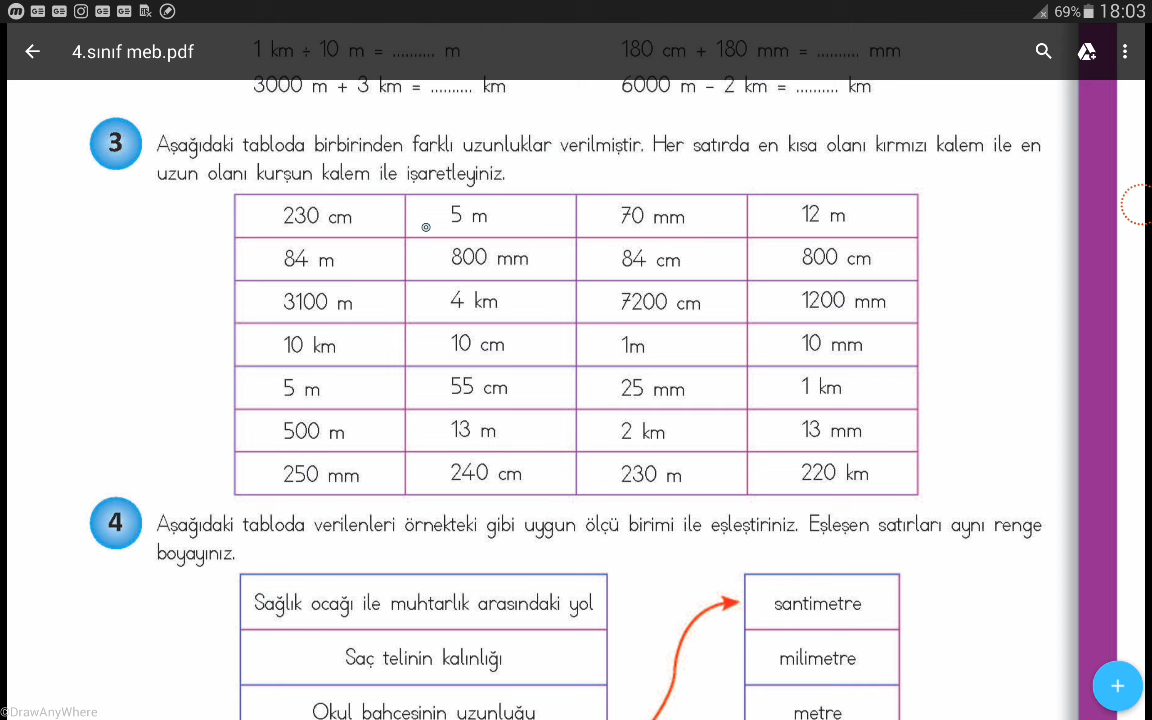 69% 18:03
4.sınıf meb.pdf
1 km ÷ 10 m = .......... m 180 cm + 180 mm = .......... mm
3000 m + 3 km = .......... km 6000 m - 2 km = .......... km
3 Aşağıdaki tabloda birbirinden farklı uzunluklar verilmiştir. Her satırda en kısa olanı kırmızı kalem ile en
uzun olanı kurşun kalem ile işaretleyiniz.
230 cm 5 m 70 mm 12 m
84 m 800 mm 84 cm 800 cm
3100 m 4 km 7200 cm 1200 mm
10 km 10 cm 1m 10 mm
5 m 55 cm 25 mm 1 km
500 m 13 m 2 km 13 mm
250 mm 240 cm 230 m 220 km
4 Aşağıdaki tabloda verilenleri örnekteki gibi uygun ölçü birimi ile eşleştiriniz. Eşleşen satırları aynı renge
boyayınız.
Sağlık ocağı ile muhtarlık arasındaki yol santimetre
Saç telinin kalınlığı milimetre
Okul bahçesinin uzunluğu metre
©DrawAnyWhere